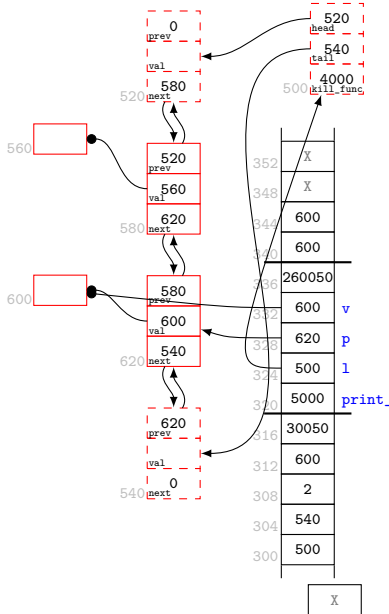 0
prev
val
580
next
520
520
head
540
tail
4000
kill_func
500
560
520
prev
560
val
620
next
580
600
580
prev
600
val
540
next
620
620
prev
val
0
next
540
X
352
X
348
600
344
600
340
260050
336
600
332
v
620
328
p
500
324
l
5000
320
print_
30050
316
600
312
2
308
540
304
500
300
X